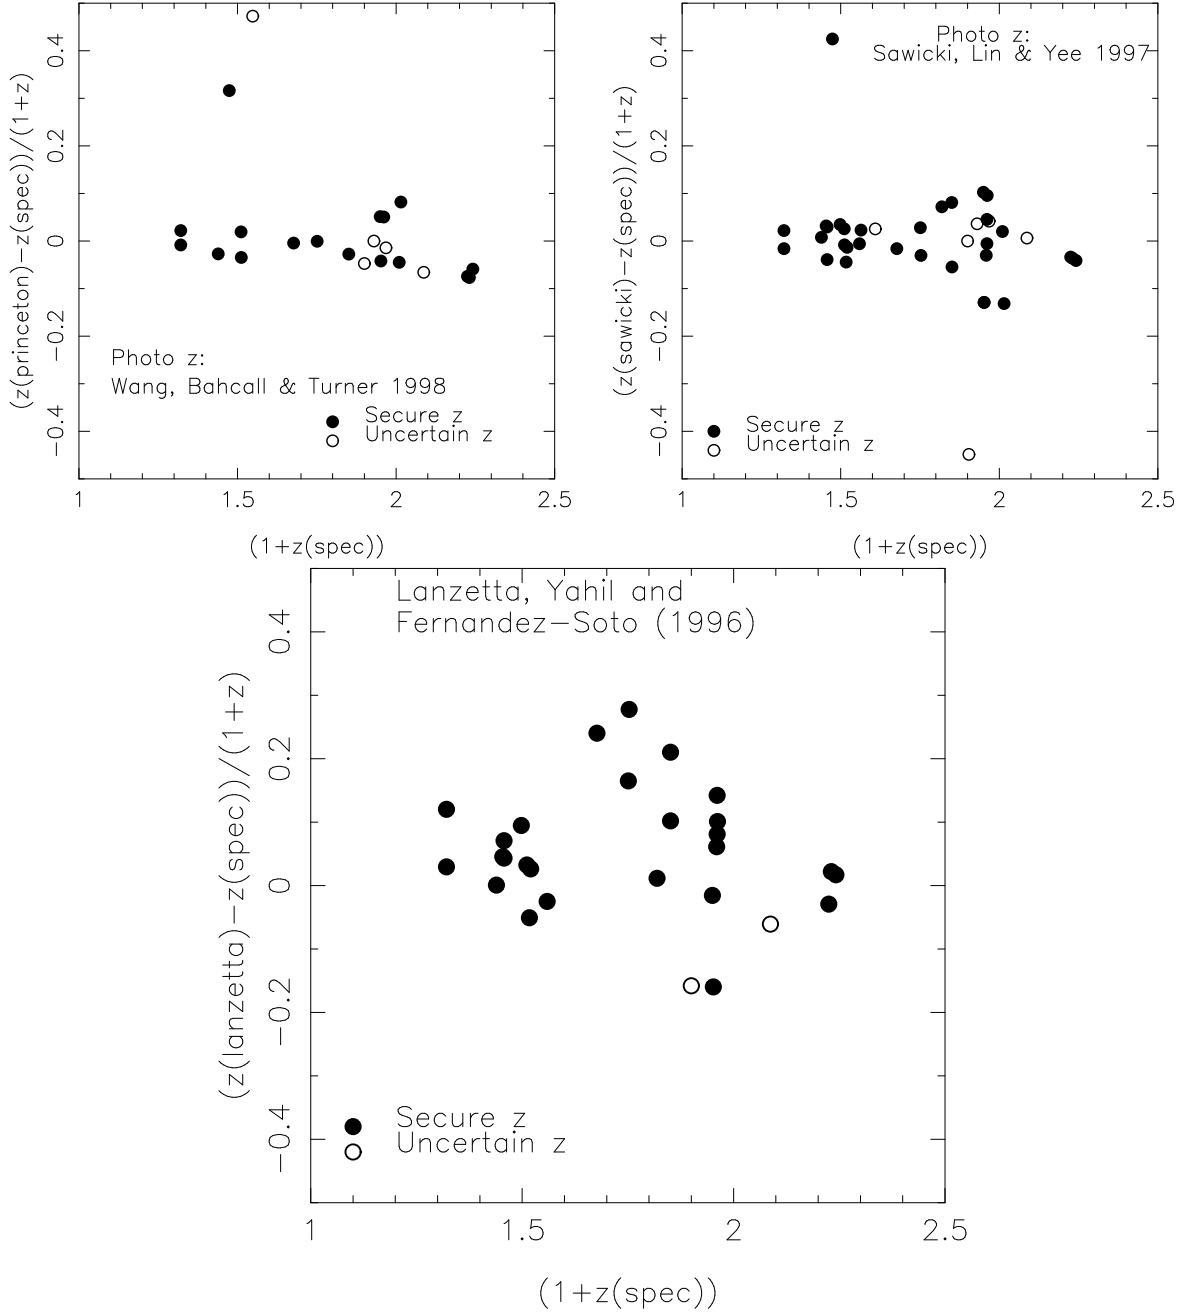 (z(princeton)−z(spec))/(1+z)
0.4
0.2
0
−0.2
−0.4
Photo z:
Wang, Bahcall & Turner 1998
Secure z
Uncertain z
1 1.5 2 2.5
(1+z(spec))
(z(sawicki)−z(spec))/(1+z)
0.4
0.2
0
−0.2
−0.4
Photo z:
Sawicki, Lin & Yee 1997
Secure z
Uncertain z
1 1.5 2 2.5
(1+z(spec))
(z(lanzetta)−z(spec))/(1+z)
0.4
0.2
0
−0.2
−0.4
Lanzetta, Yahil and
Fernandez−Soto (1996)
Secure z
Uncertain z
1 1.5 2 2.5
(1+z(spec))